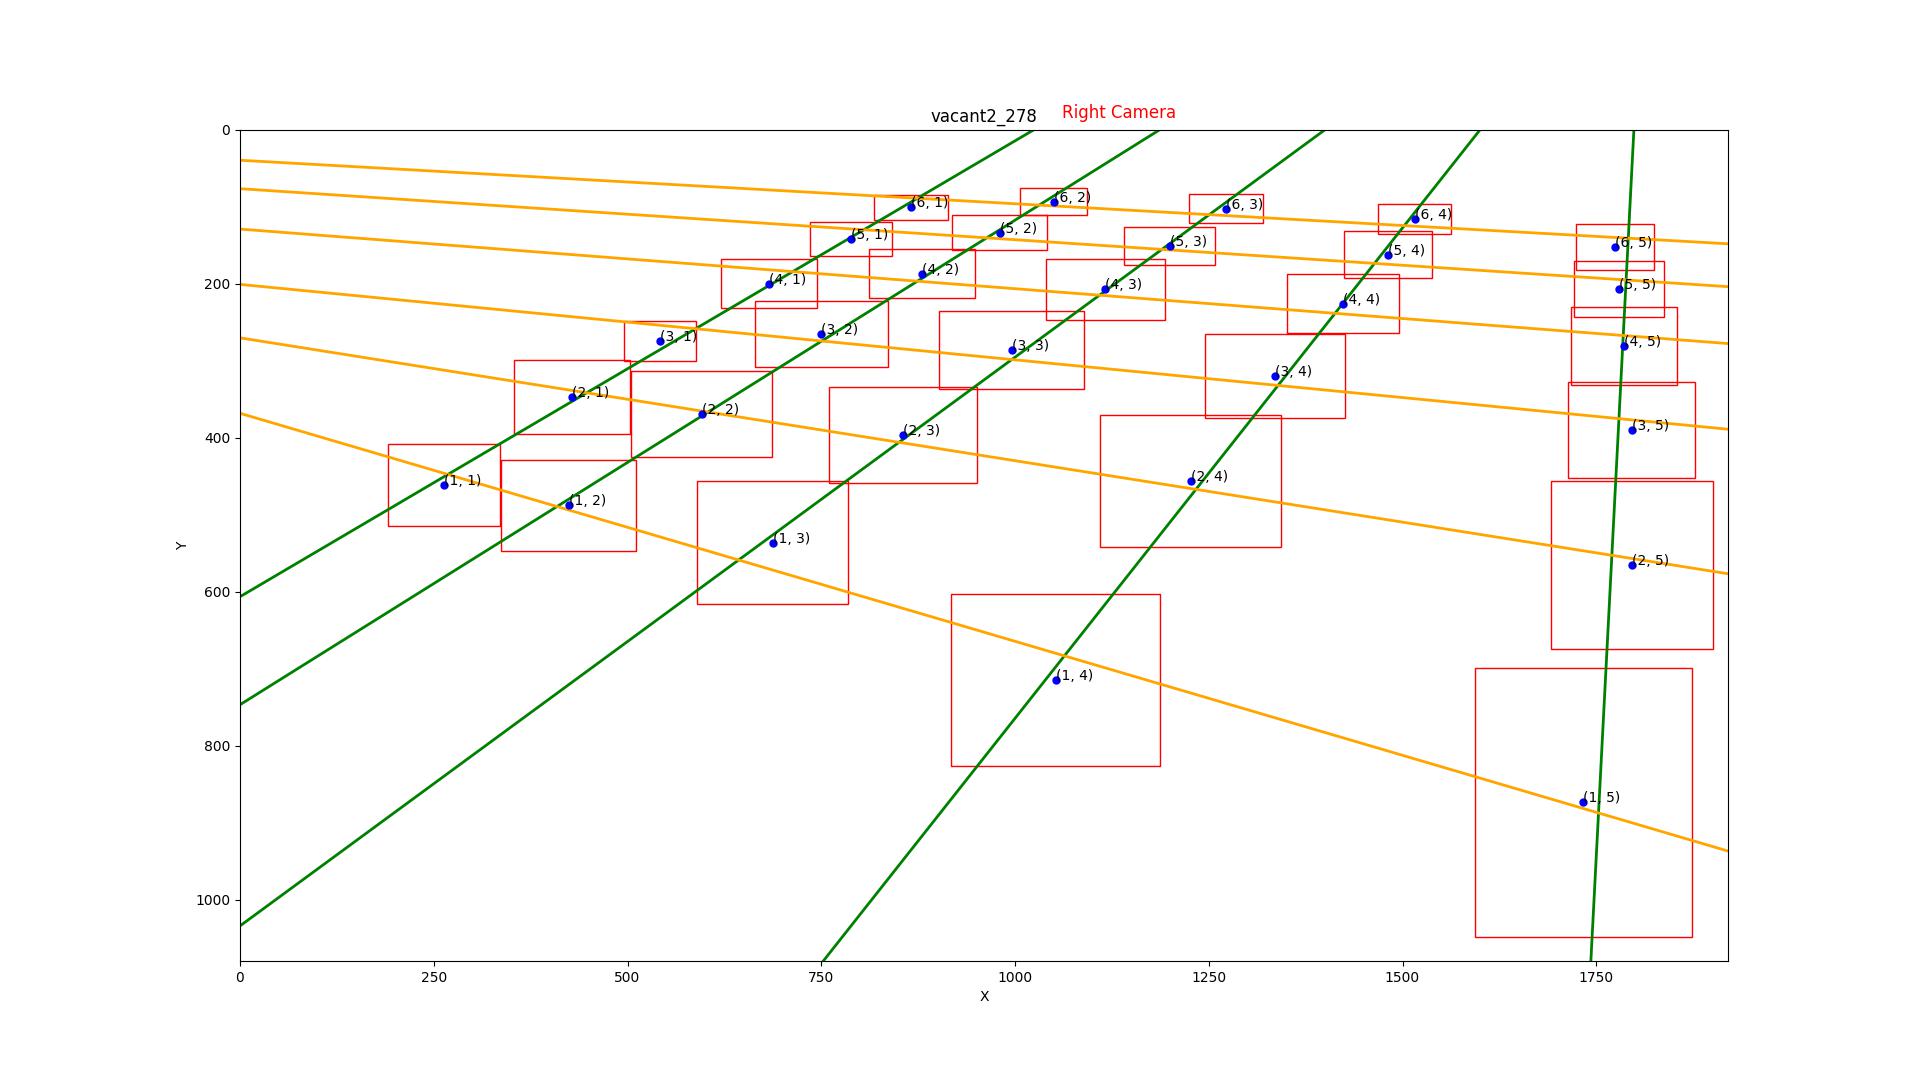 vacant2_278 Right Camera
0
(6, 1) (6, 2) (6, 3) (6, 4) (6, 5)
(5, 1) (5, 2) (5, 3) (5, 4) (5, 5)
200
(4, 1) (4, 2) (4, 3) (4, 4) (4, 5)
(3, 1) (3, 2) (3, 3) (3, 4) (3, 5)
400
(2, 1) (2, 2) (2, 3) (2, 4) (2, 5)
(1, 1) (1, 2) (1, 3) (1, 4) (1, 5)
Y
600
800
1000
0 250 500 750 1000 1250 1500 1750
X